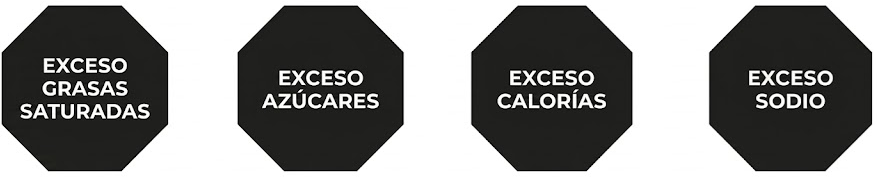 EXCESO
GRASAS
SATURADAS
EXCESO
AZÚCARES
EXCESO
CALORÍAS
EXCESO
SODIO